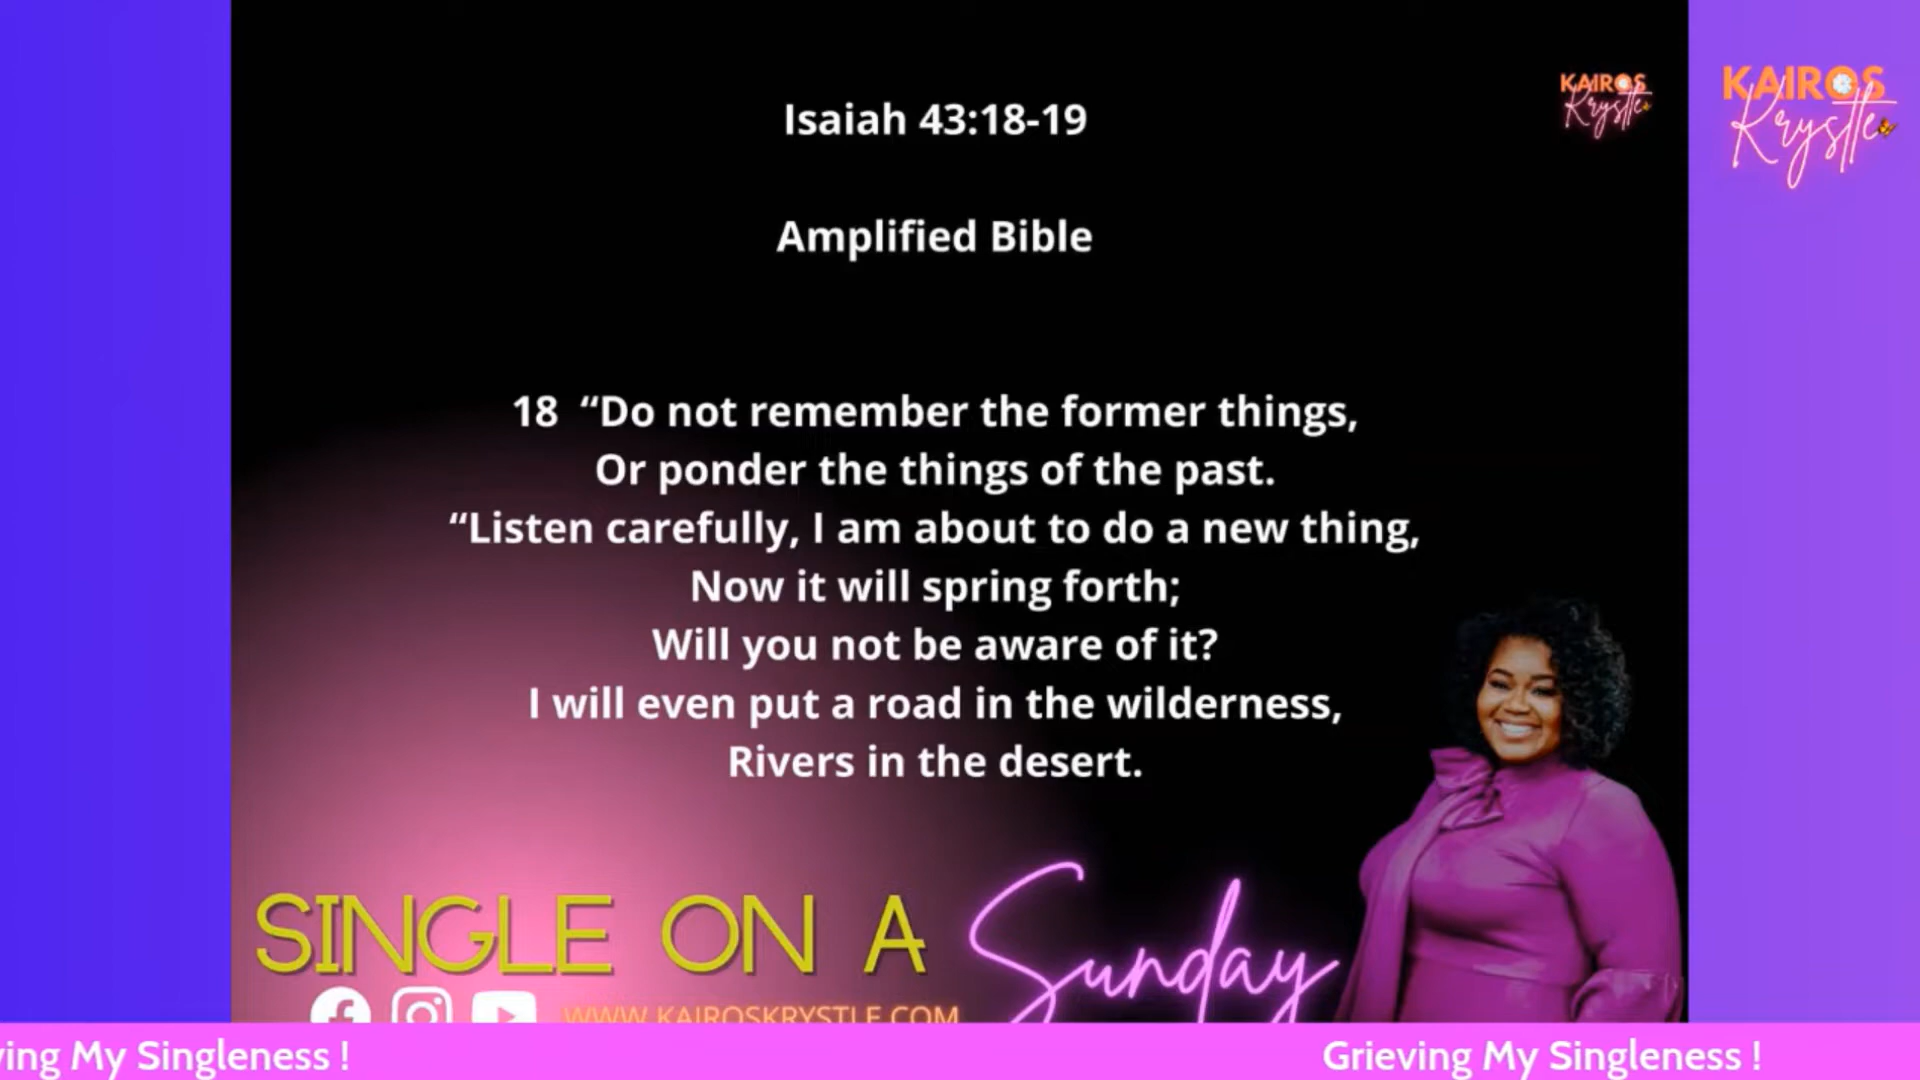 Isaiah 43:18-19
KAIROS
Krystle
KAIROS
Krystle
Amplified Bible
18 “Do not remember the former things,
Or ponder the things of the past.
“Listen carefully, I am about to do a new thing,
Now it will spring forth;
Will you not be aware of it?
I will even put a road in the wilderness,
Rivers in the desert.
SINGLE ON A Sunday
WWW.KAIROSKRYSTLE.COM
ving My Singleness !
Grieving My Singleness !